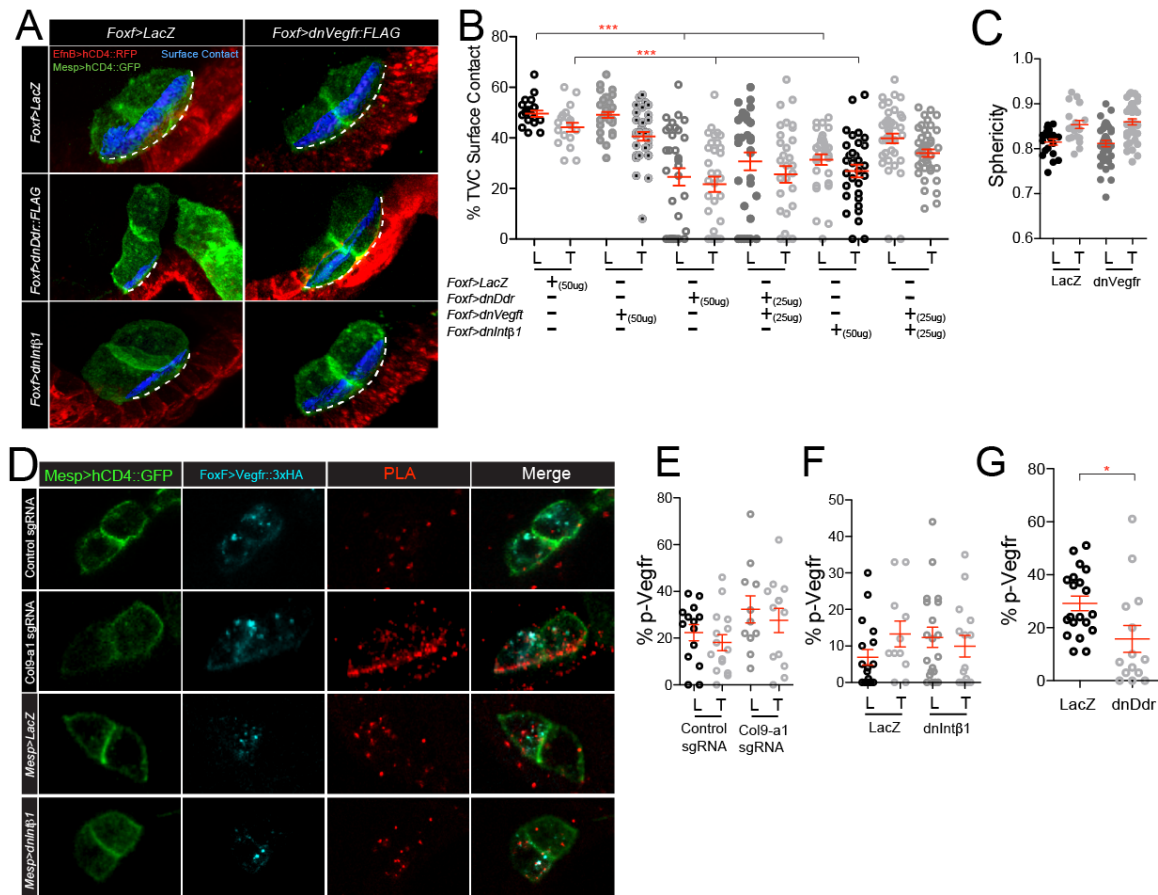 A
Foxf>LacZ
Foxf>dnVegfr:FLAG
EfnB>hCD4::RFP
Surface Contact
Mesp>hCD4::GFP
Foxf>LacZ
Foxf>dnDdr::FLAG
Foxf>dnIntβ1
B
***
***
% TVC Surface Contact
80
60
40
20
0
L T L T L T L T L T L T
Foxf>LacZ +(50ug) - - - - -
Foxf>dnDdr - - +(50ug) +(25ug) - -
Foxf>dnVegft - +(50ug) - +(25ug) - +(25ug)
Foxf>dnIntβ1 - - - - +(50ug) +(25ug)
C
Sphericity
1.0
0.9
0.8
0.7
0.6
L T L T
LacZ dnVegfr
D
Mesp>hCD4::GFP
FoxF>Vegfr::3xHA
PLA
Merge
Control sgRNA
Col9-a1 sgRNA
Mesp>LacZ
Mesp>dnIntβ1
E
% p-Vegfr
80
60
40
20
0
L T L T
Control Col9-a1
sgRNA sgRNA
F
% p-Vegfr
50
40
30
20
10
0
L T L T
LacZ dnIntβ1
G
*
% p-Vegfr
80
60
40
20
0
LacZ dnDdr